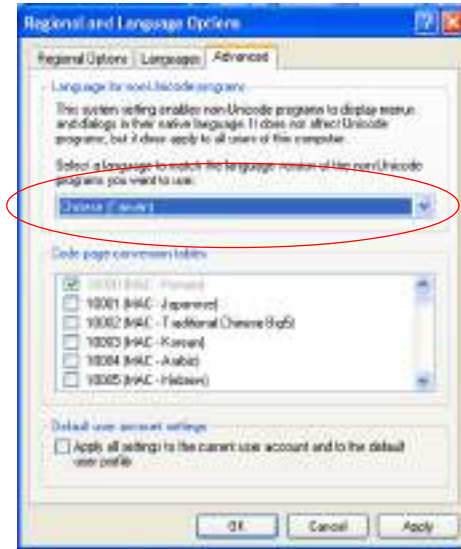 Regional and Language Options
Regional Options Languages Advanced
Language for non-Unicode programs
This system setting enables non-Unicode programs to display menus
and dialogs in their native language. It does not affect Unicode
programs, but it does apply to all users of this computer.
Select a language to match the language version of the non-Unicode
programs you want to use:
Chinese (Taiwan)
Code page conversion tables
10000 (MAC - Roman)
10001 (MAC - Japanese)
10002 (MAC - Traditional Chinese Big5)
10003 (MAC - Korean)
10004 (MAC - Arabic)
10005 (MAC - Hebrew)
Default user account settings
Apply all settings to the current user account and to the default
user profile
OK Cancel Apply